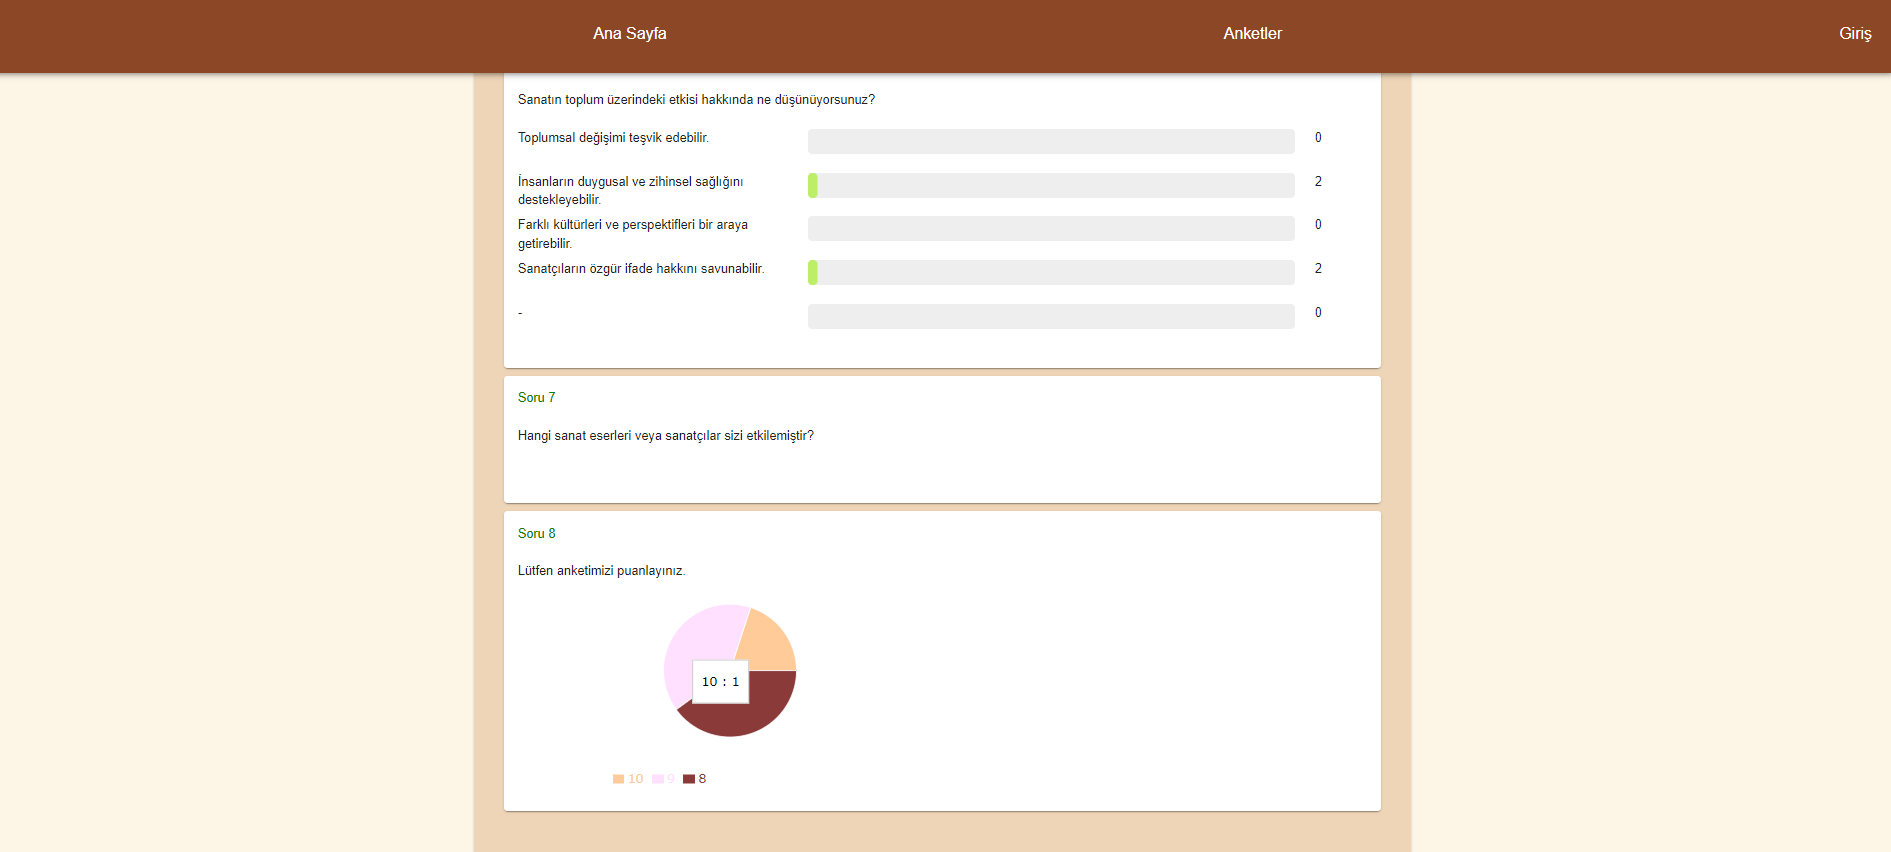 Ana Sayfa
Anketler
Giriş
Sanatın toplum üzerindeki etkisi hakkında ne düşünüyorsunuz?
Toplumsal değişimi teşvik edebilir.
0
İnsanların duygusal ve zihinsel sağlığını
destekleyebilir.
2
Farklı kültürleri ve perspektifleri bir araya
getirebilir.
0
Sanatçıların özgür ifade hakkını savunabilir.
2
-
0
Soru 7
Hangi sanat eserleri veya sanatçılar sizi etkilemiştir?
Soru 8
Lütfen anketimizi puanlayınız.
10 : 1
10 9 8